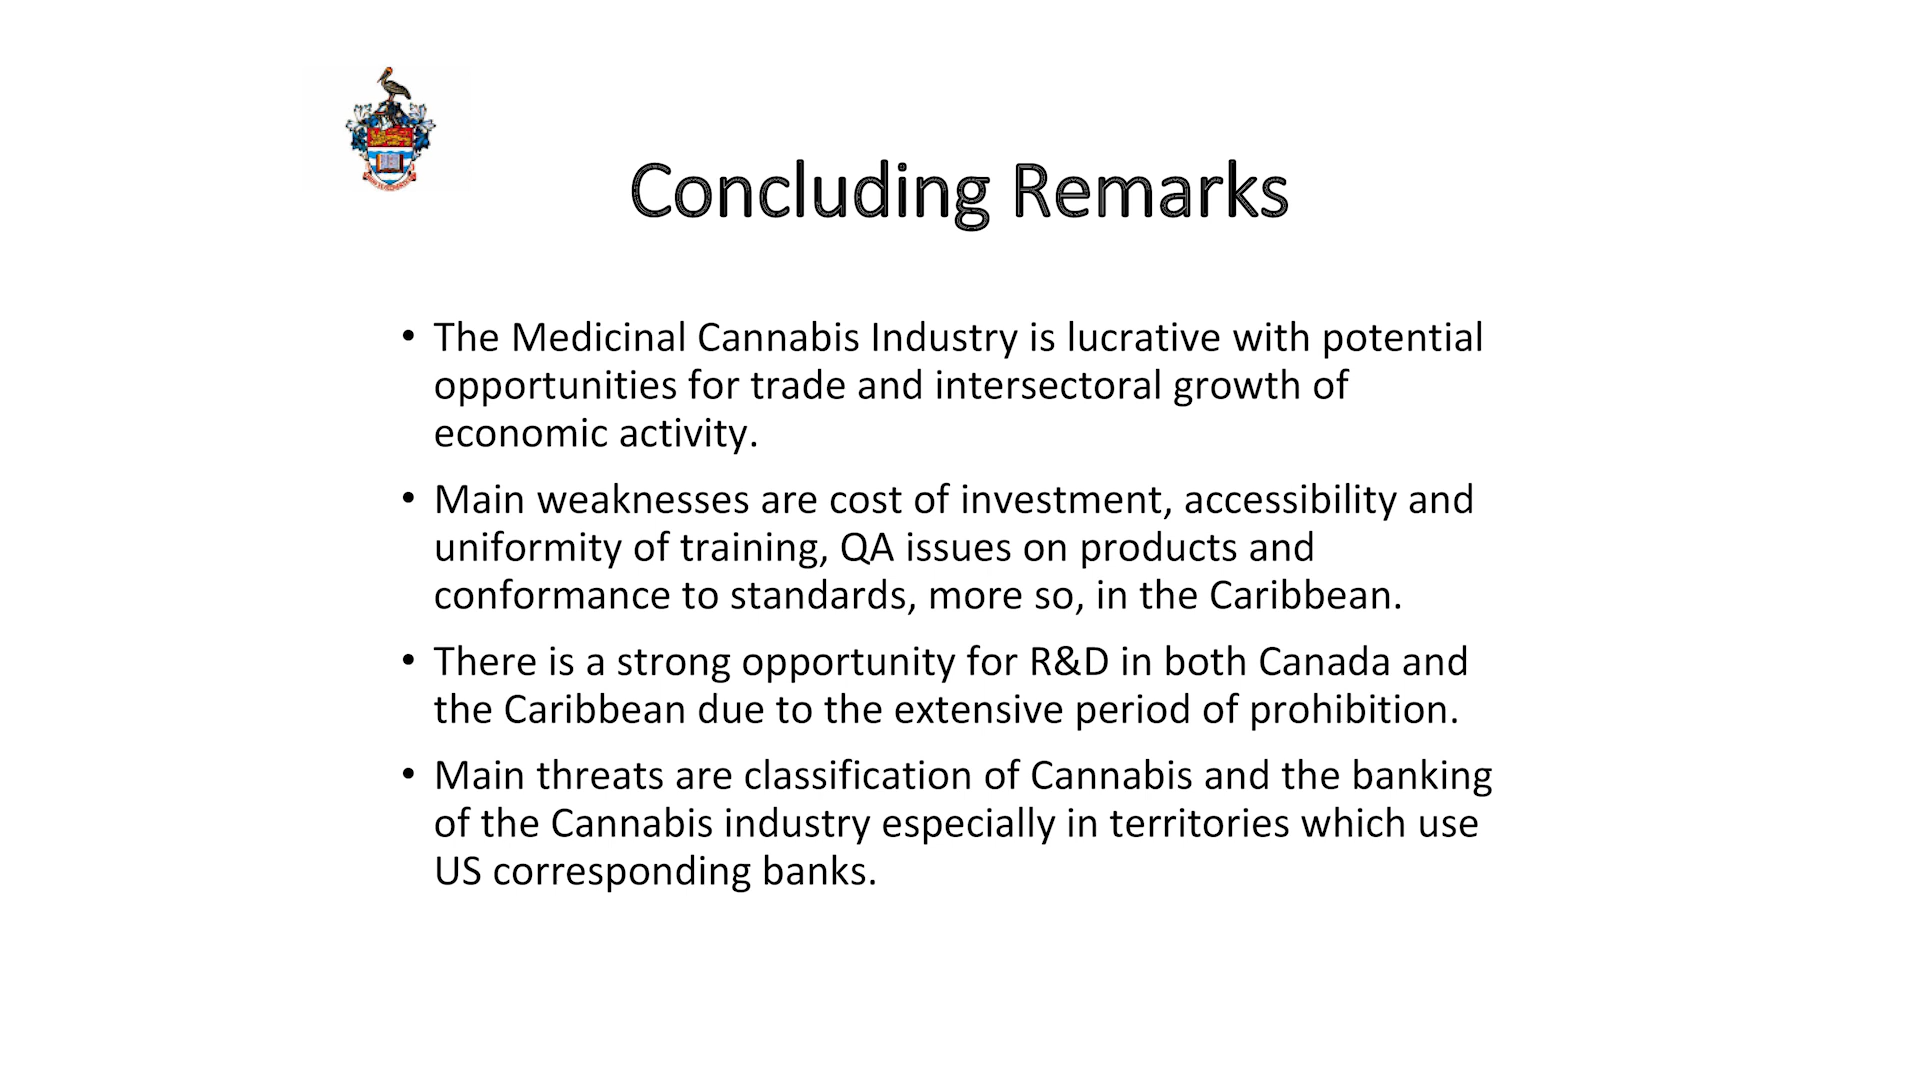 Concluding Remarks
• The Medicinal Cannabis Industry is lucrative with potential
opportunities for trade and intersectoral growth of
economic activity.
• Main weaknesses are cost of investment, accessibility and
uniformity of training, QA issues on products and
conformance to standards, more so, in the Caribbean.
• There is a strong opportunity for R&D in both Canada and
the Caribbean due to the extensive period of prohibition.
• Main threats are classification of Cannabis and the banking
of the Cannabis industry especially in territories which use
US corresponding banks.